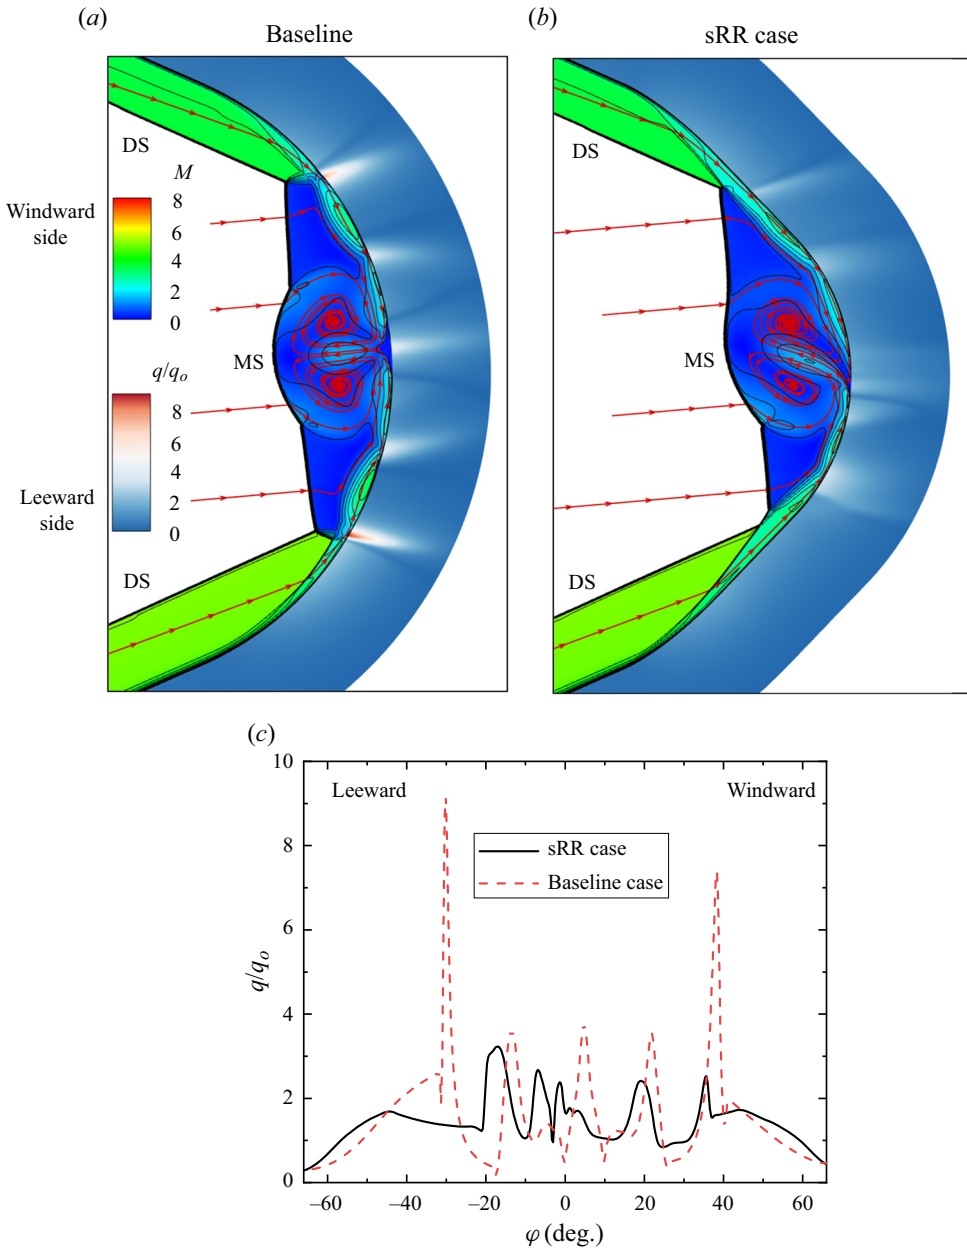 (a)
Baseline
DS
M
8
6
4
2
0
Windward
side
MS
q/qo
8
6
4
2
0
Leeward
side
DS
(b)
sRR case
DS
MS
DS
(c)
10
8
6
4
2
0
q/qo
Leeward
Windward
sRR case
Baseline case
–60
–40
–20
0
20
40
60
φ (deg.)